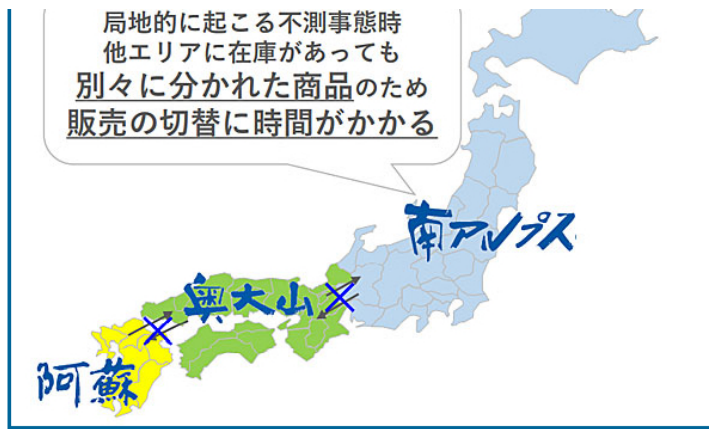 局地的に起こる不測事態時
他エリアに在庫があっても
別々に分かれた商品のため
販売の切替に時間がかかる
南アルプス
奥大山
阿蘇